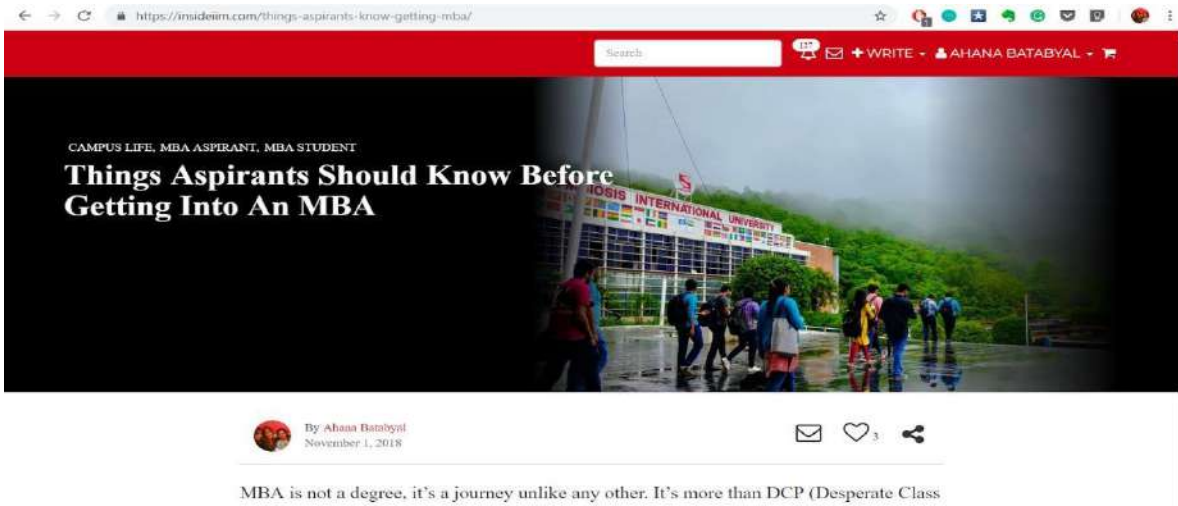 https://insideiim.com/things-aspirants-know-getting-mba/
Search
137
+WRITE AHANA BATABYAL
CAMPUS LIFE, MBA ASPIRANT, MBA STUDENT
Things Aspirants Should Know Before
Getting Into An MBA
OSIS INTERNATIONAL UNIVERSITY
By Ahana Batabyal
November 1, 2018
3
MBA is not a degree, it's a journey unlike any other. It's more than DCP (Desperate Class